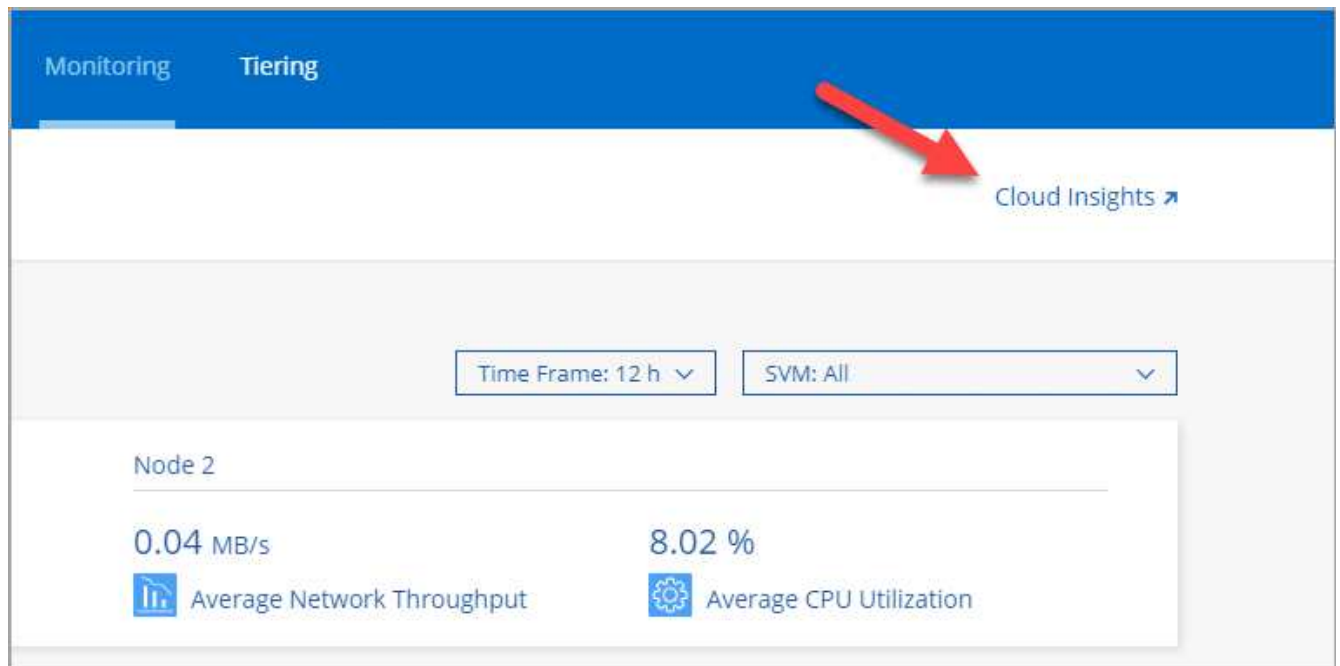 Monitoring Tiering
Cloud Insights
Time Frame: 12 h SVM: All
Node 2
0.04 MB/s 8.02 %
Average Network Throughput Average CPU Utilization